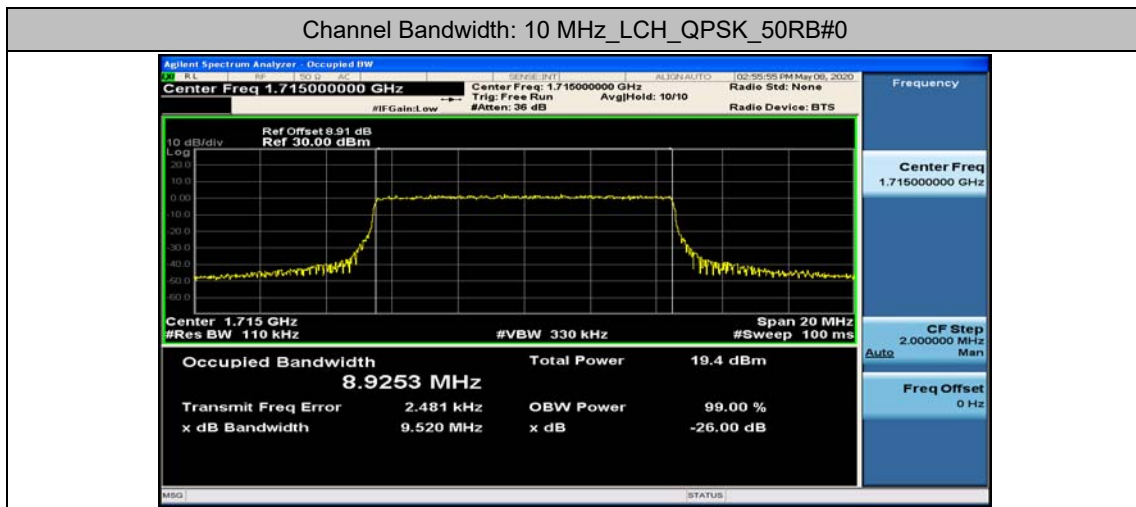 Channel Bandwidth: 10 MHz_LCH_QPSK_50RB#0
Agilent Spectrum Analyzer - Occupied BW
RL RF 50 Ω AC SENSE:INT ALIGN AUTO 02:55:55 PM May 08, 2020
Center Freq 1.715000000 GHz
Center Freq: 1.715000000 GHz
Radio Std: None
Trig: Free Run Avg|Hold: 10/10
#IFGain:Low #Atten: 36 dB Radio Device: BTS
Frequency
Ref Offset 8.91 dB
10 dB/div Ref 30.00 dBm
Log
20.0
10.0
0.00
-10.0
-20.0
-30.0
-40.0
-50.0
-60.0
Center 1.715 GHz Span 20 MHz
#Res BW 110 kHz #VBW 330 kHz #Sweep 100 ms
Occupied Bandwidth Total Power 19.4 dBm
8.9253 MHz
Transmit Freq Error 2.481 kHz OBW Power 99.00 %
x dB Bandwidth 9.520 MHz x dB -26.00 dB
Center Freq
1.715000000 GHz
CF Step
2.000000 MHz
Auto Man
Freq Offset
0 Hz
MSG STATUS